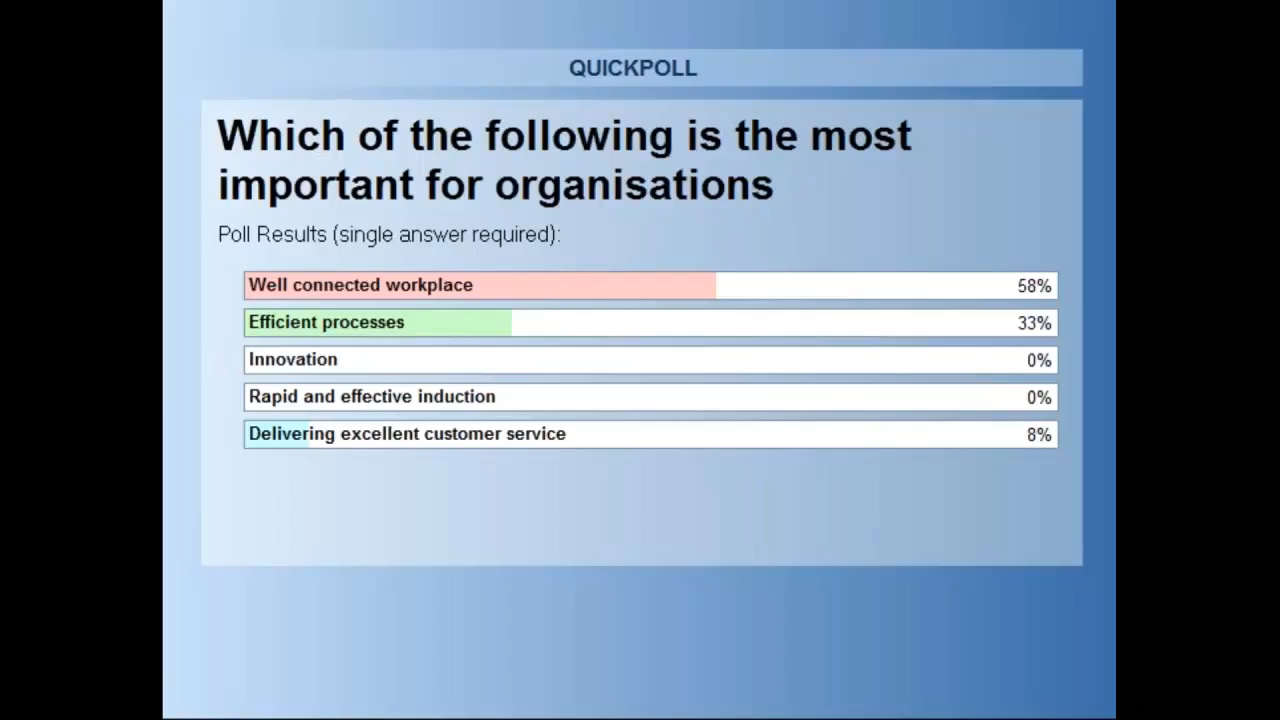 QUICKPOLL
Which of the following is the most
important for organisations
Poll Results (single answer required):
Well connected workplace 58%
Efficient processes 33%
Innovation 0%
Rapid and effective induction 0%
Delivering excellent customer service 8%